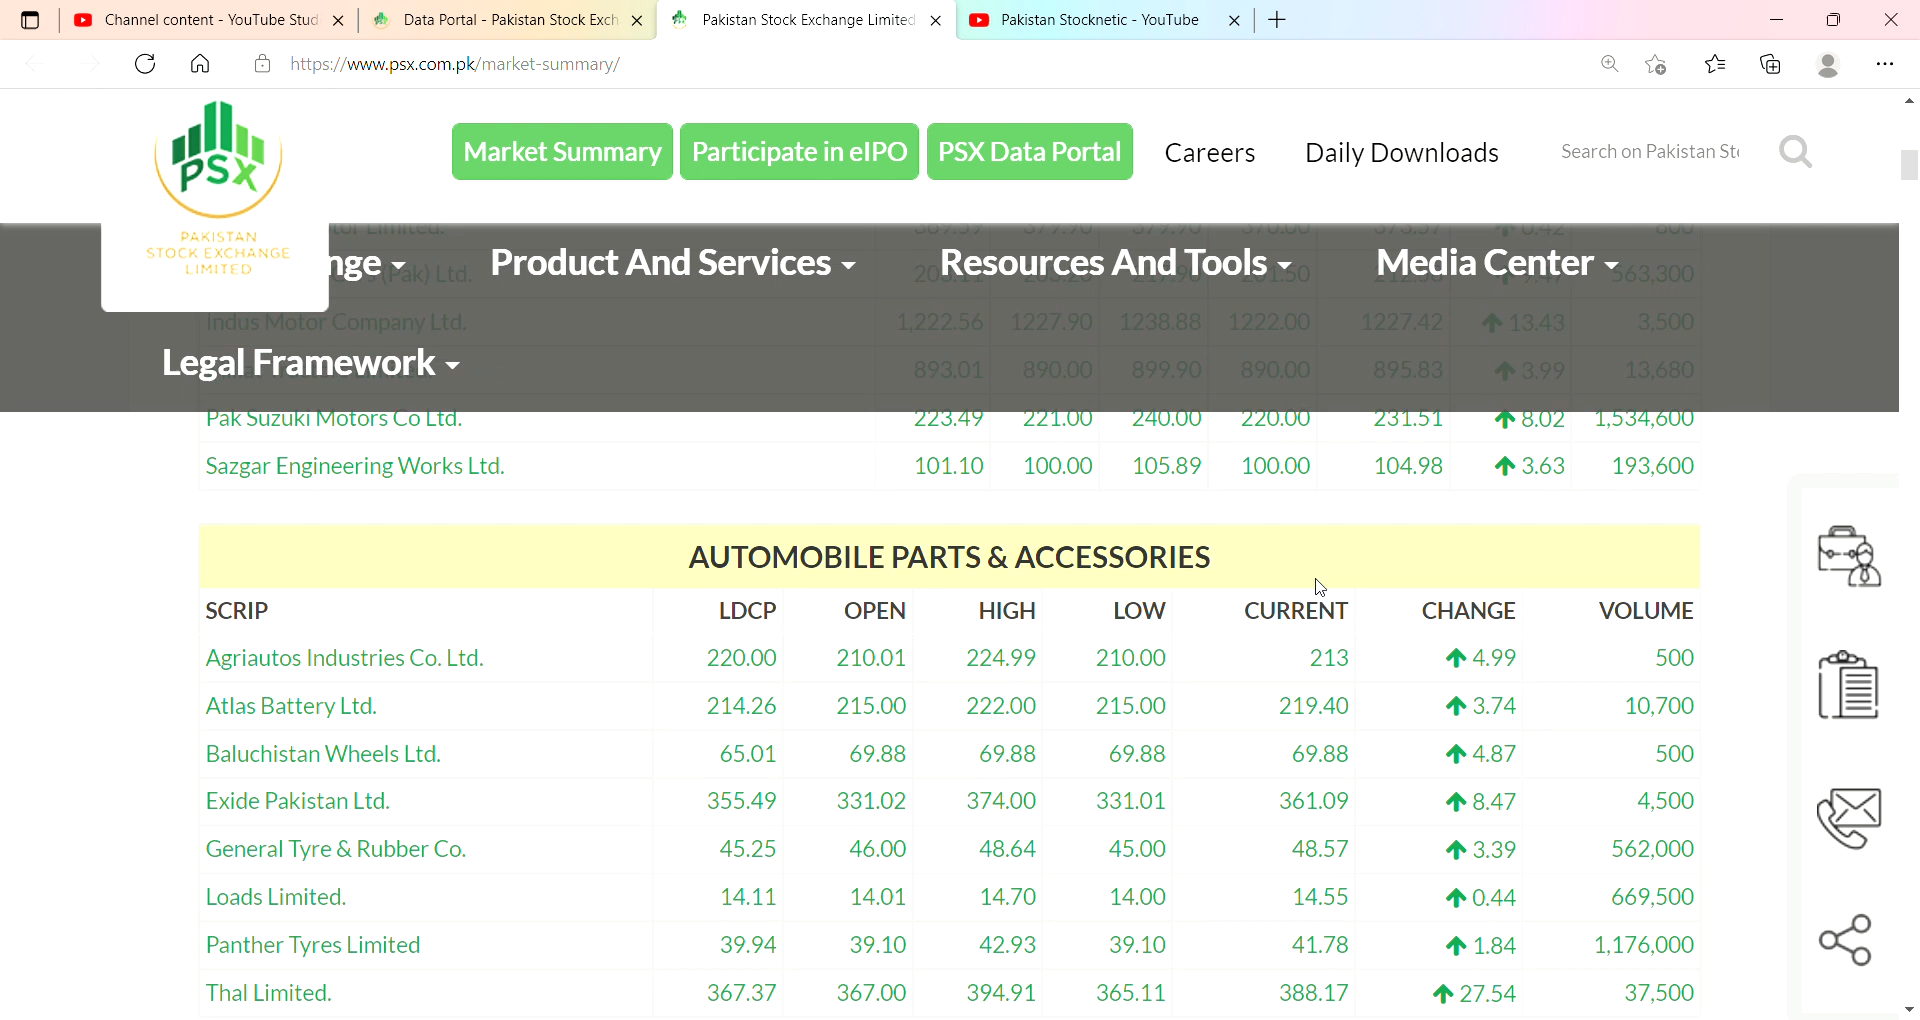 Channel content - YouTube Stud
Data Portal - Pakistan Stock Exch
Pakistan Stock Exchange Limited
Pakistan Stocknetic - YouTube
https://www.psx.com.pk/market-summary/
PSX
PAKISTAN
STOCK EXCHANGE
LIMITED
Market Summary Participate in eIPO PSX Data Portal Careers Daily Downloads Search on Pakistan Sto
nge Product And Services Resources And Tools Media Center
(Pak) Ltd. 563,300
Indus Motor Company Ltd. 1,222.56 1227.90 1238.88 1222.00 1227.42 13.43 3,500
Legal Framework
893.01 890.00 899.90 890.00 895.83 3.99 13,680
Pak Suzuki Motors Co Ltd. 223.49 221.00 240.00 220.00 231.51 8.02 1,534,600
Sazgar Engineering Works Ltd. 101.10 100.00 105.89 100.00 104.98 3.63 193,600
AUTOMOBILE PARTS & ACCESSORIES
SCRIP LDCP OPEN HIGH LOW CURRENT CHANGE VOLUME
Agriautos Industries Co. Ltd. 220.00 210.01 224.99 210.00 213 4.99 500
Atlas Battery Ltd. 214.26 215.00 222.00 215.00 219.40 3.74 10,700
Baluchistan Wheels Ltd. 65.01 69.88 69.88 69.88 69.88 4.87 500
Exide Pakistan Ltd. 355.49 331.02 374.00 331.01 361.09 8.47 4,500
General Tyre & Rubber Co. 45.25 46.00 48.64 45.00 48.57 3.39 562,000
Loads Limited. 14.11 14.01 14.70 14.00 14.55 0.44 669,500
Panther Tyres Limited 39.94 39.10 42.93 39.10 41.78 1.84 1,176,000
Thal Limited. 367.37 367.00 394.91 365.11 388.17 27.54 37,500